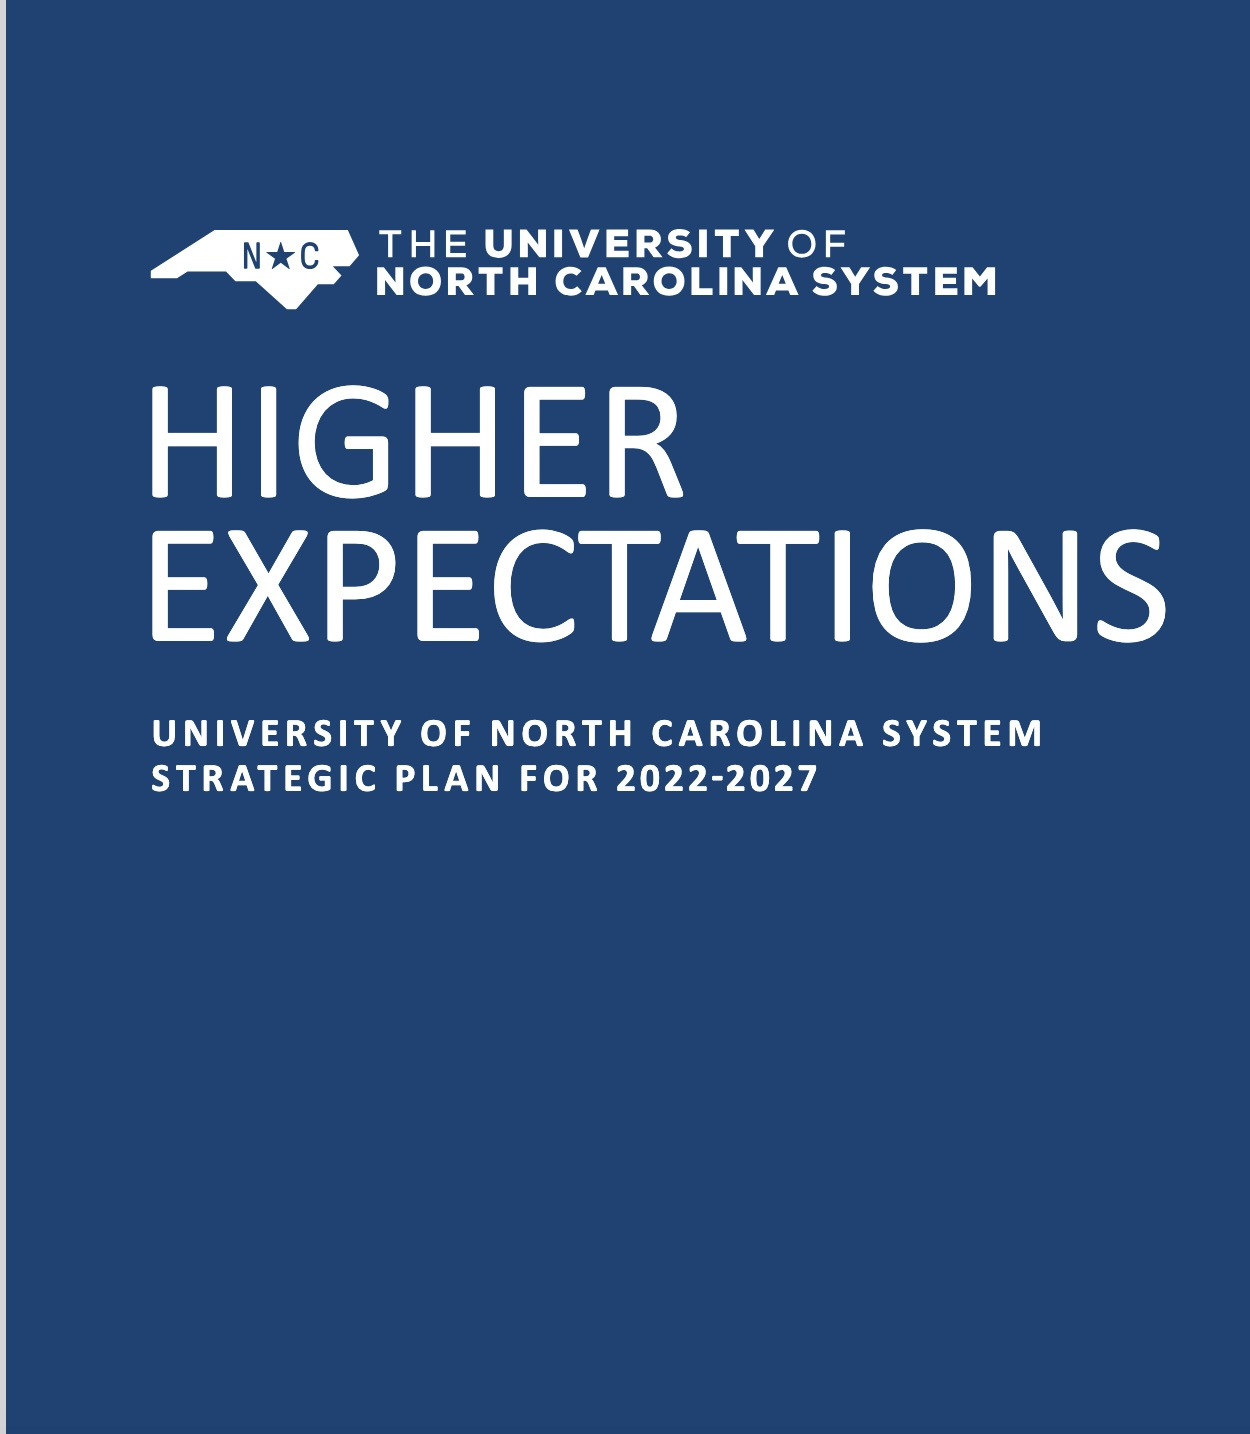 N★C
THE UNIVERSITY OF
NORTH CAROLINA SYSTEM
HIGHER
EXPECTATIONS
UNIVERSITY OF NORTH CAROLINA SYSTEM
STRATEGIC PLAN FOR 2022-2027